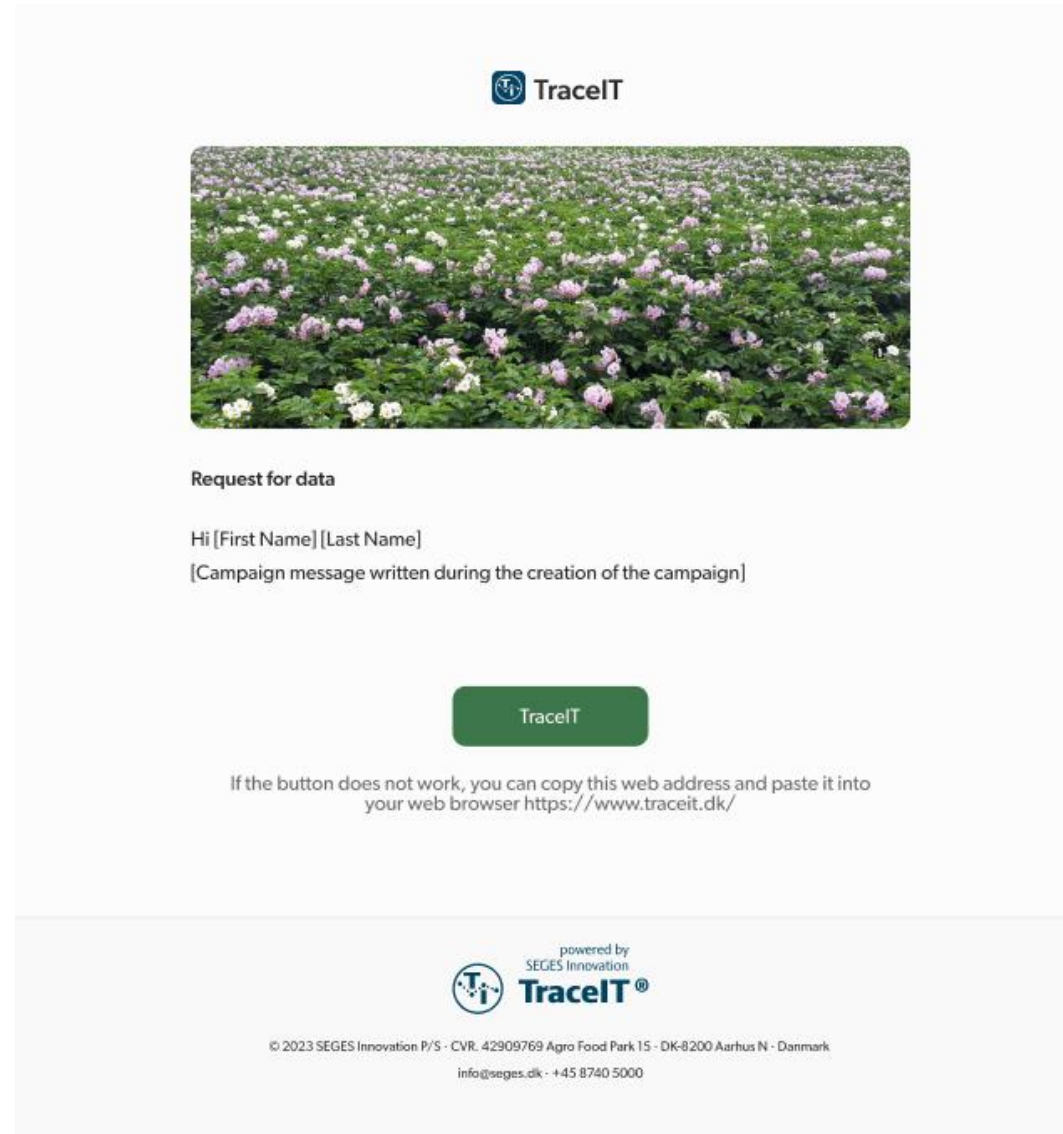 TraceIT
Request for data
Hi [First Name] [Last Name]
[Campaign message written during the creation of the campaign]
TraceIT
If the button does not work, you can copy this web address and paste it into
your web browser https://www.traceit.dk/
powered by
SEGES Innovation
Ti TraceIT ®
© 2023 SEGES Innovation P/S - CVR. 42909769 Agro Food Park 15 - DK-8200 Aarhus N - Danmark
info@seges.dk - +45 8740 5000